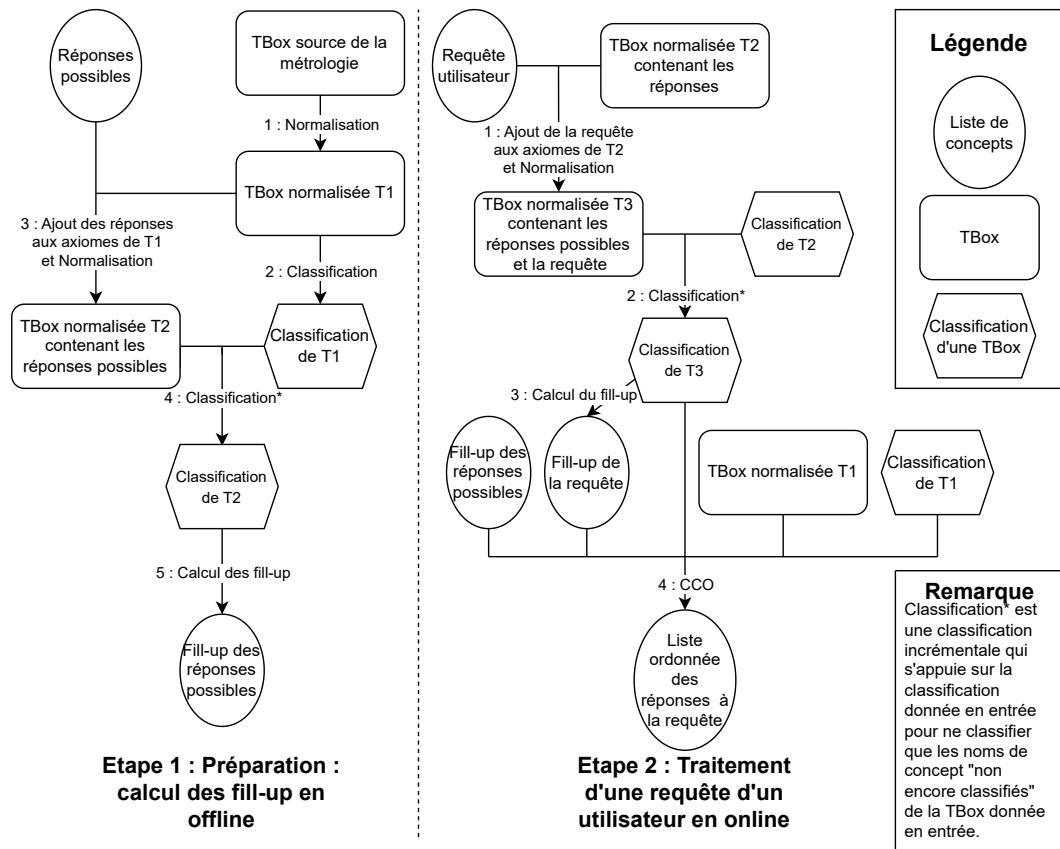 Réponses
possibles
TBox source de la
métrologie
1 : Normalisation
TBox normalisée T1
3 : Ajout des réponses
aux axiomes de T1
et Normalisation
2 : Classification
TBox normalisée T2
contenant les
réponses possibles
Classification
de T1
4 : Classification*
Classification
de T2
5 : Calcul des fill-up
Fill-up des
réponses
possibles
Etape 1 : Préparation :
calcul des fill-up en
offline
Requête
utilisateur
TBox normalisée T2
contenant les
réponses
1 : Ajout de la requête
aux axiomes de T2
et Normalisation
TBox normalisée T3
contenant les
réponses possibles
et la requête
Classification
de T2
2 : Classification*
Classification
de T3
3 : Calcul du fill-up
Fill-up des
réponses
possibles
Fill-up de
la requête
TBox normalisée T1
Classification
de T1
4 : CCO
Liste
ordonnée
des
réponses à
la requête
Etape 2 : Traitement
d'une requête d'un
utilisateur en online
Légende
Liste de
concepts
TBox
Classification
d'une TBox
Remarque
Classification* est
une classification
incrémentale qui
s'appuie sur la
classification
donnée en entrée
pour ne classifier
que les noms de
concept "non
encore classifiés"
de la TBox donnée
en entrée.